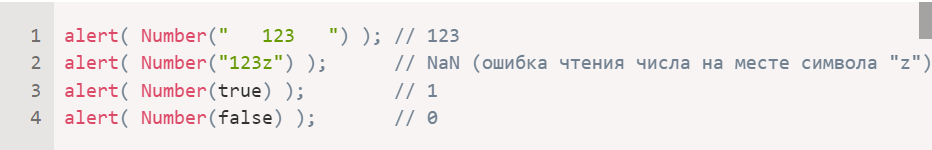 1 alert( Number("   123   ") ); // 123
2 alert( Number("123z") );      // NaN (ошибка чтения числа на месте символа "z")
3 alert( Number(true) );        // 1
4 alert( Number(false) );       // 0